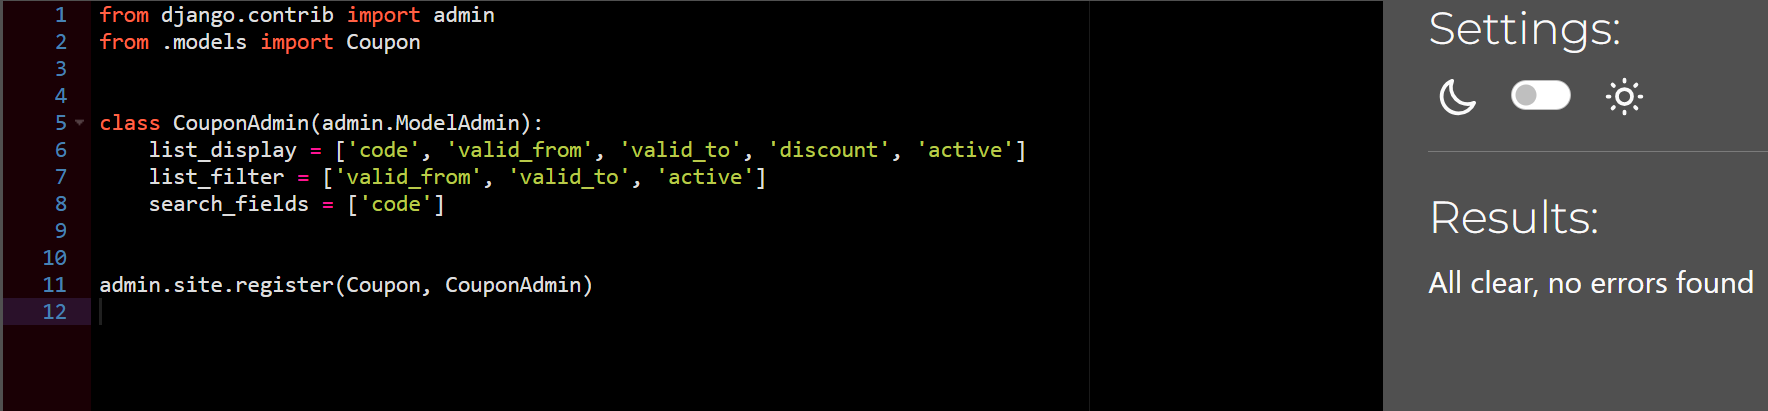 1 from django.contrib import admin
2 from .models import Coupon
3
4
5 class CouponAdmin(admin.ModelAdmin):
6     list_display = ['code', 'valid_from', 'valid_to', 'discount', 'active']
7     list_filter = ['valid_from', 'valid_to', 'active']
8     search_fields = ['code']
9
10
11 admin.site.register(Coupon, CouponAdmin)
12
Settings:
Results:
All clear, no errors found